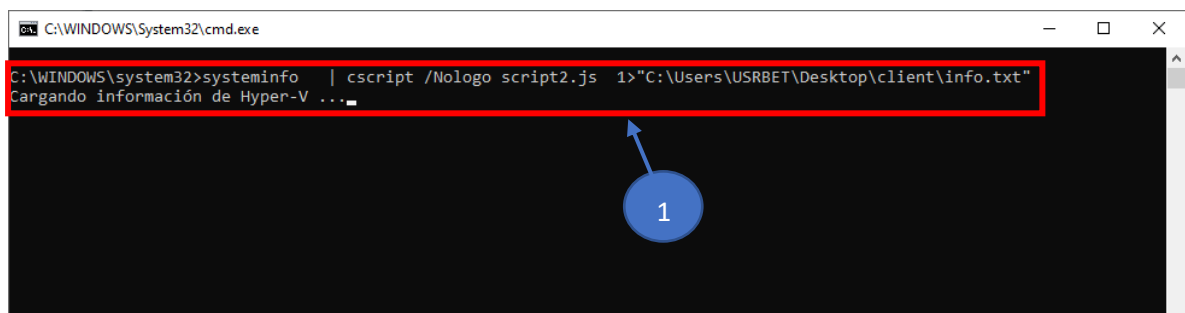 C:\WINDOWS\System32\cmd.exe
C:\WINDOWS\system32>systeminfo   | cscript /Nologo script2.js  1>"C:\Users\USRBET\Desktop\client\info.txt"
Cargando información de Hyper-V ...
1